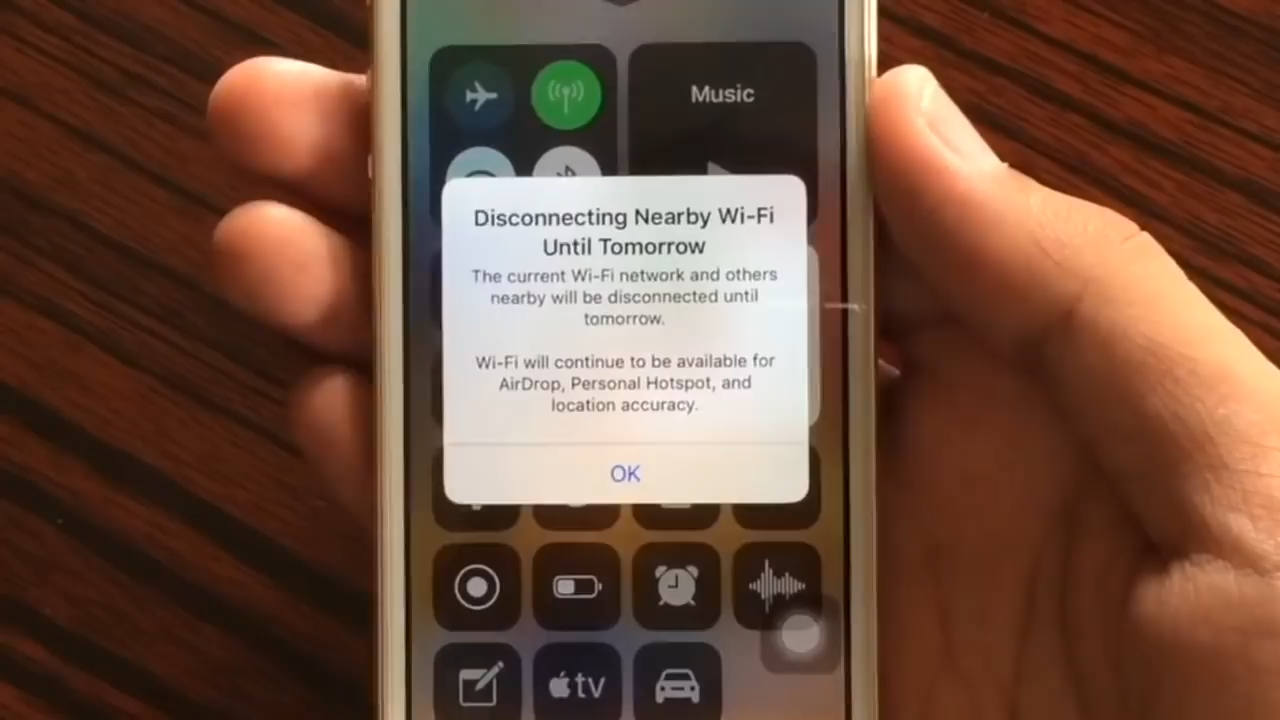 Music
Disconnecting Nearby Wi-Fi
Until Tomorrow
The current Wi-Fi network and others
nearby will be disconnected until
tomorrow.
Wi-Fi will continue to be available for
AirDrop, Personal Hotspot, and
location accuracy.
OK
tv